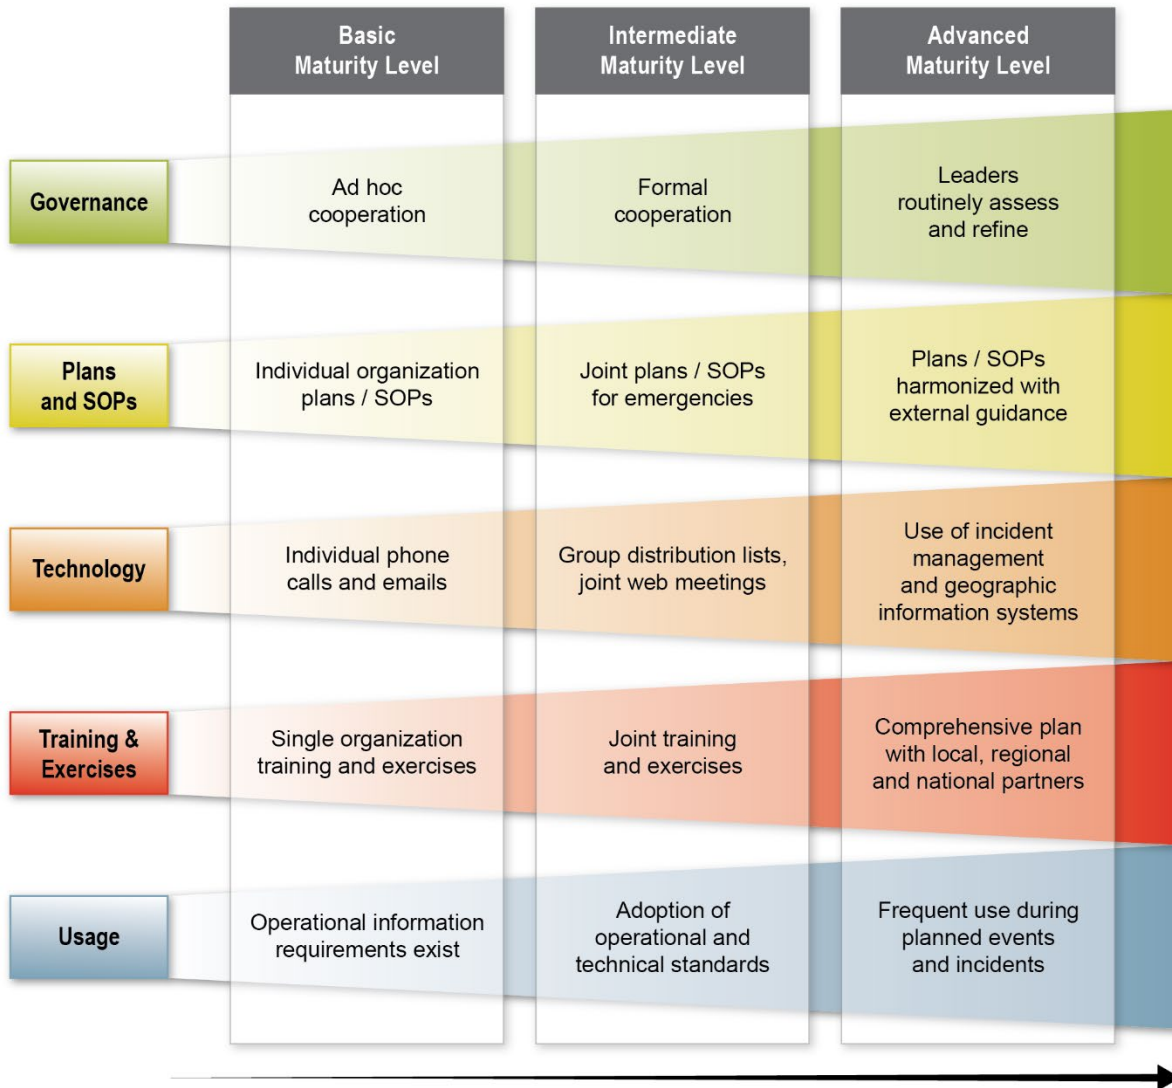 Basic
Maturity Level
Intermediate
Maturity Level
Advanced
Maturity Level
Governance
Ad hoc
cooperation
Formal
cooperation
Leaders
routinely assess
and refine
Plans
and SOPs
Individual organization
plans / SOPs
Joint plans / SOPs
for emergencies
Plans / SOPs
harmonized with
external guidance
Technology
Individual phone
calls and emails
Group distribution lists,
joint web meetings
Use of incident
management
and geographic
information systems
Training &
Exercises
Single organization
training and exercises
Joint training
and exercises
Comprehensive plan
with local, regional
and national partners
Usage
Operational information
requirements exist
Adoption of
operational and
technical standards
Frequent use during
planned events
and incidents